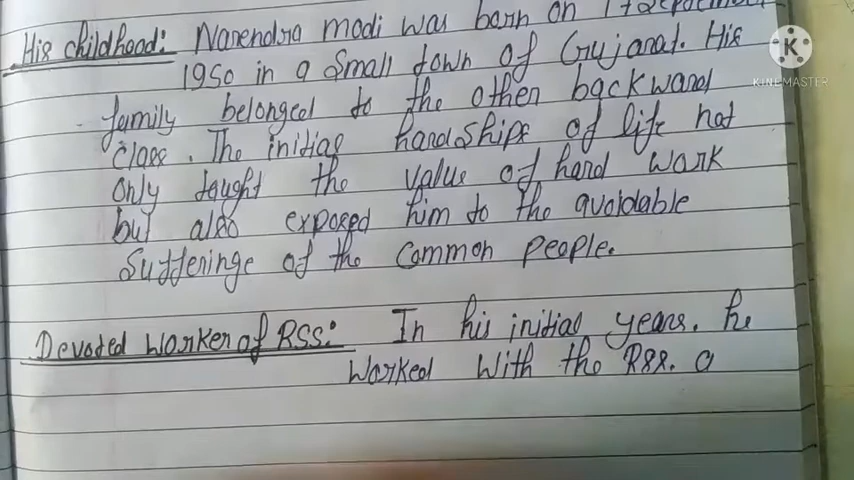 His childhood: Narendra modi was born on 17 September
1950 in a Small town of Gujarat. His
family belonged to the other backward
class. The initial hardships of life not
only taught the value of hard work
but also exposed him to the avoidable
Sufferings of the common people.
Devoted worker of RSS: In his initial years. he
Worked With the RSS. a
KINEMASTER